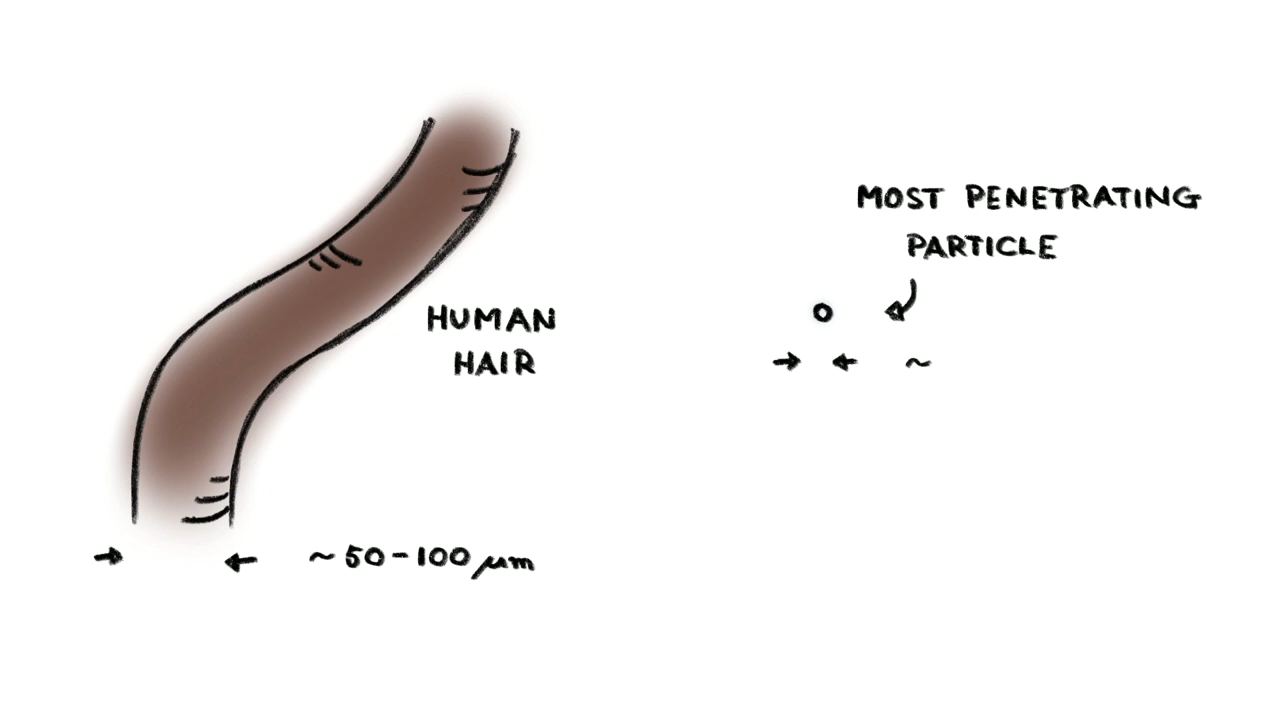 HUMAN
HAIR
~ 50-100 μm
MOST PENETRATING
PARTICLE
~